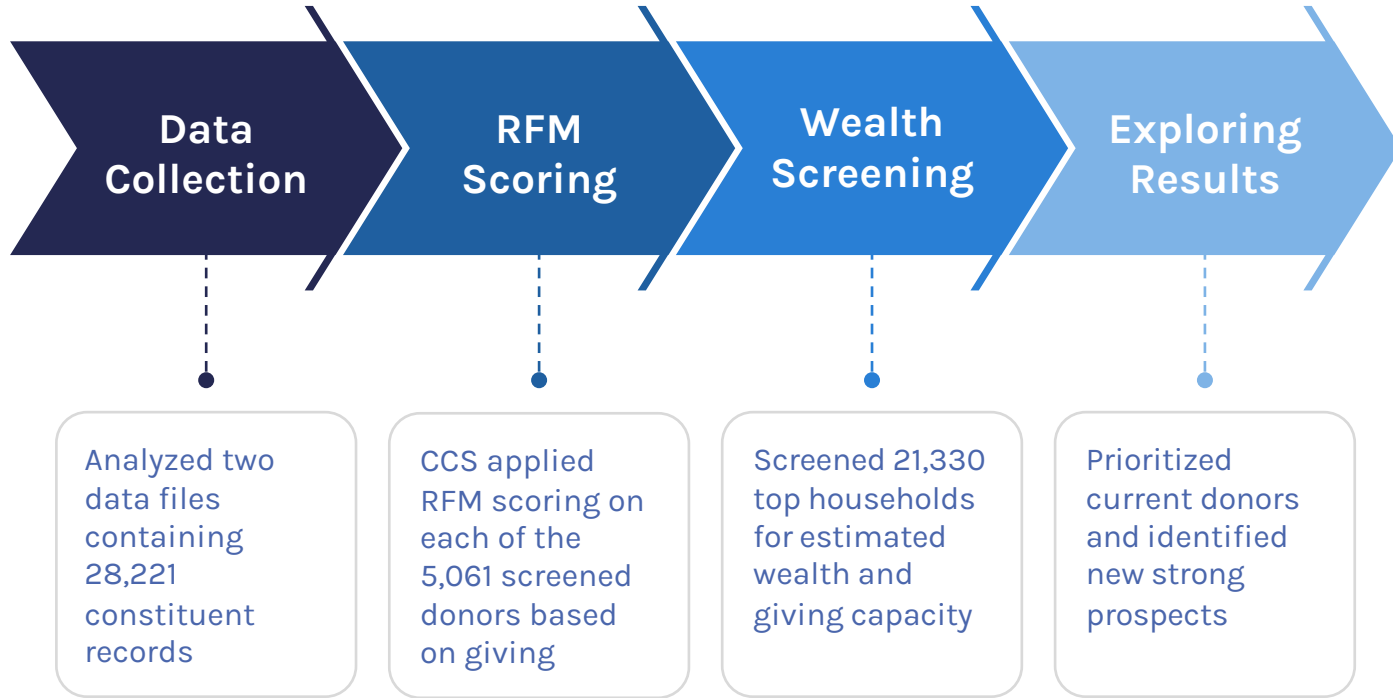 Data
Collection
RFM
Scoring
Wealth
Screening
Exploring
Results
Analyzed two
data files
containing
28,221
constituent
records
CCS applied
RFM scoring on
each of the
5,061 screened
donors based
on giving
Screened 21,330
top households
for estimated
wealth and
giving capacity
Prioritized
current donors
and identified
new strong
prospects